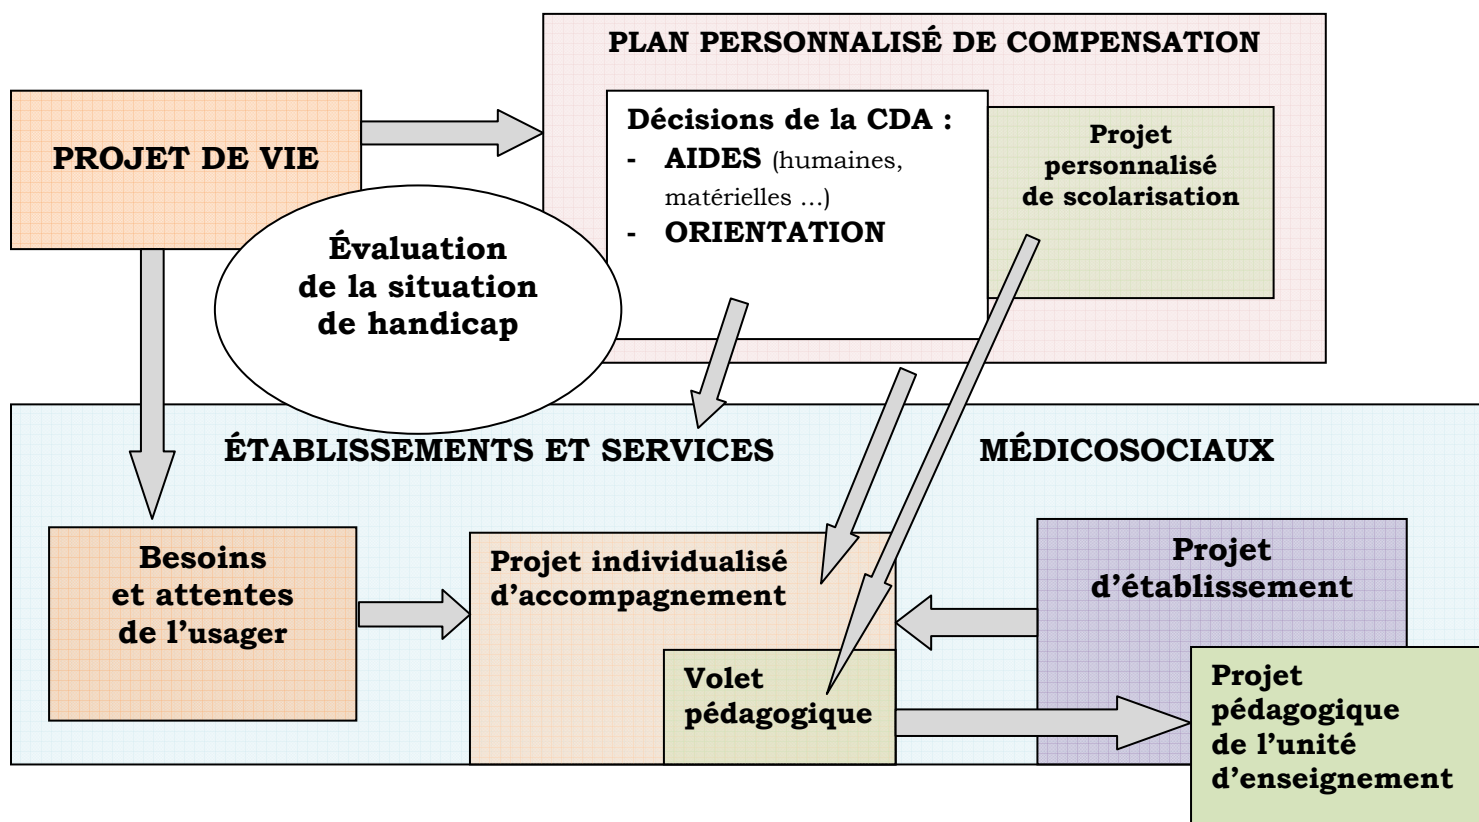 PLAN PERSONNALISÉ DE COMPENSATION
PROJET DE VIE
Décisions de la CDA :
- AIDES (humaines,
matérielles ...)
- ORIENTATION
Projet
personnalisé
de scolarisation
Évaluation
de la situation
de handicap
ÉTABLISSEMENTS ET SERVICES MÉDICOSOCIAUX
Besoins
et attentes
de l’usager
Projet individualisé
d’accompagnement
Volet
pédagogique
Projet
d’établissement
Projet
pédagogique
de l’unité
d’enseignement